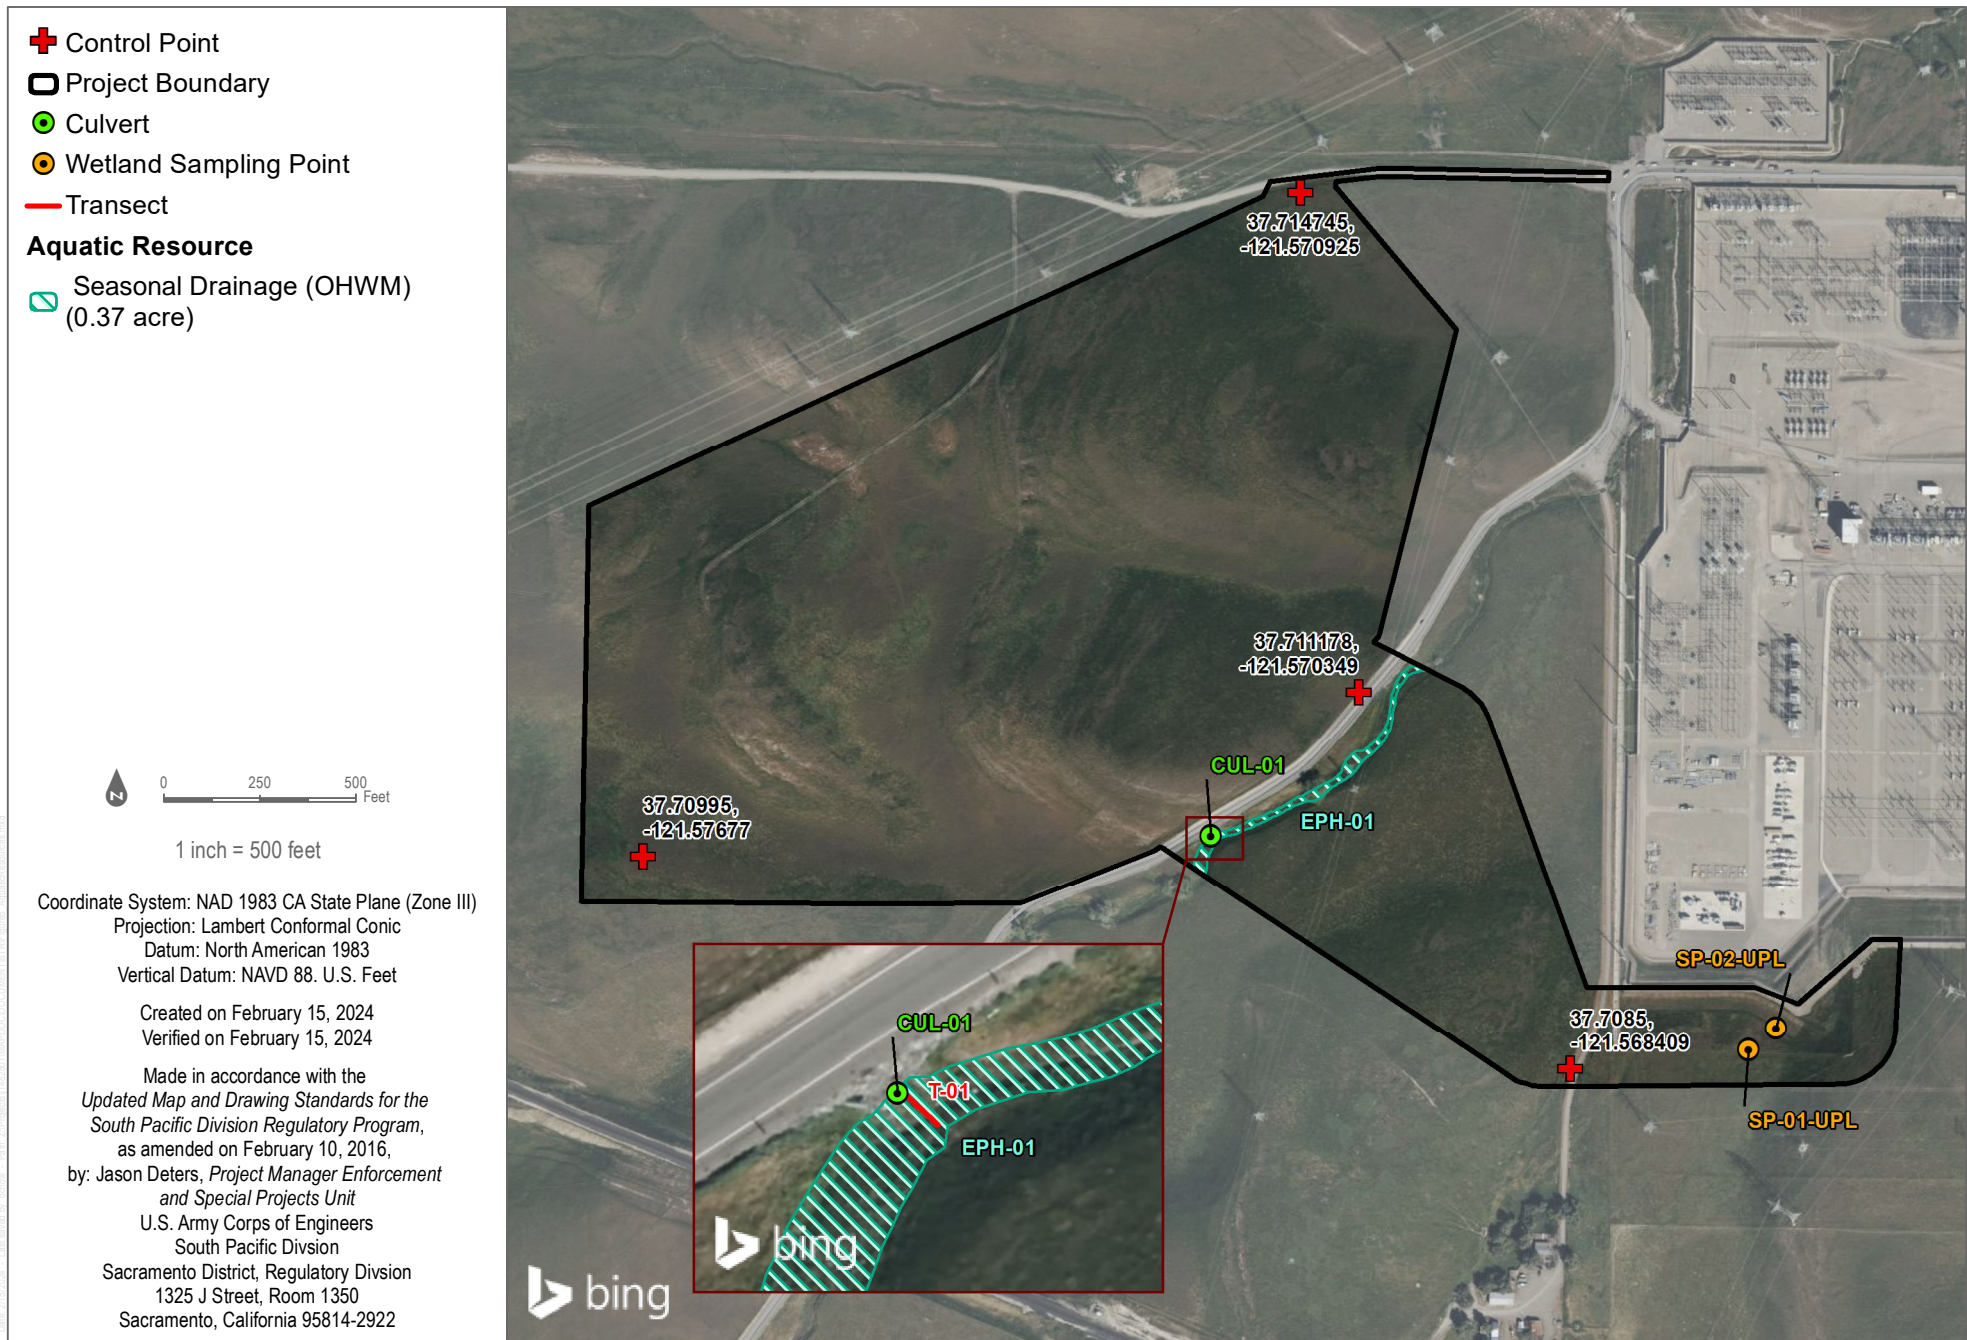 Control Point
Project Boundary
Culvert
Wetland Sampling Point
Transect
Aquatic Resource
Seasonal Drainage (OHWM)
(0.37 acre)
N
0 250 500
Feet
1 inch = 500 feet
Coordinate System: NAD 1983 CA State Plane (Zone III)
Projection: Lambert Conformal Conic
Datum: North American 1983
Vertical Datum: NAVD 88. U.S. Feet
Created on February 15, 2024
Verified on February 15, 2024
Made in accordance with the
Updated Map and Drawing Standards for the
South Pacific Division Regulatory Program,
as amended on February 10, 2016,
by: Jason Deters, Project Manager Enforcement
and Special Projects Unit
U.S. Army Corps of Engineers
South Pacific Divsion
Sacramento District, Regulatory Divsion
1325 J Street, Room 1350
Sacramento, California 95814-2922
37.714745,
-121.570925
37.711178,
-121.570349
CUL-01
EPH-01
37.70995,
-121.57677
SP-02-UPL
37.7085,
-121.568409
SP-01-UPL
CUL-01
T-01
EPH-01
bing
bing